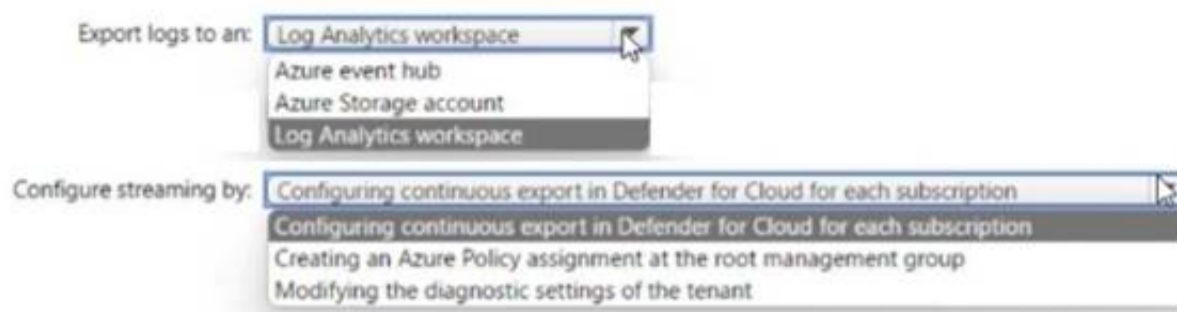 Export logs to an: Log Analytics workspace
Azure event hub
Azure Storage account
Log Analytics workspace
Configure streaming by: Configuring continuous export in Defender for Cloud for each subscription
Configuring continuous export in Defender for Cloud for each subscription
Creating an Azure Policy assignment at the root management group
Modifying the diagnostic settings of the tenant